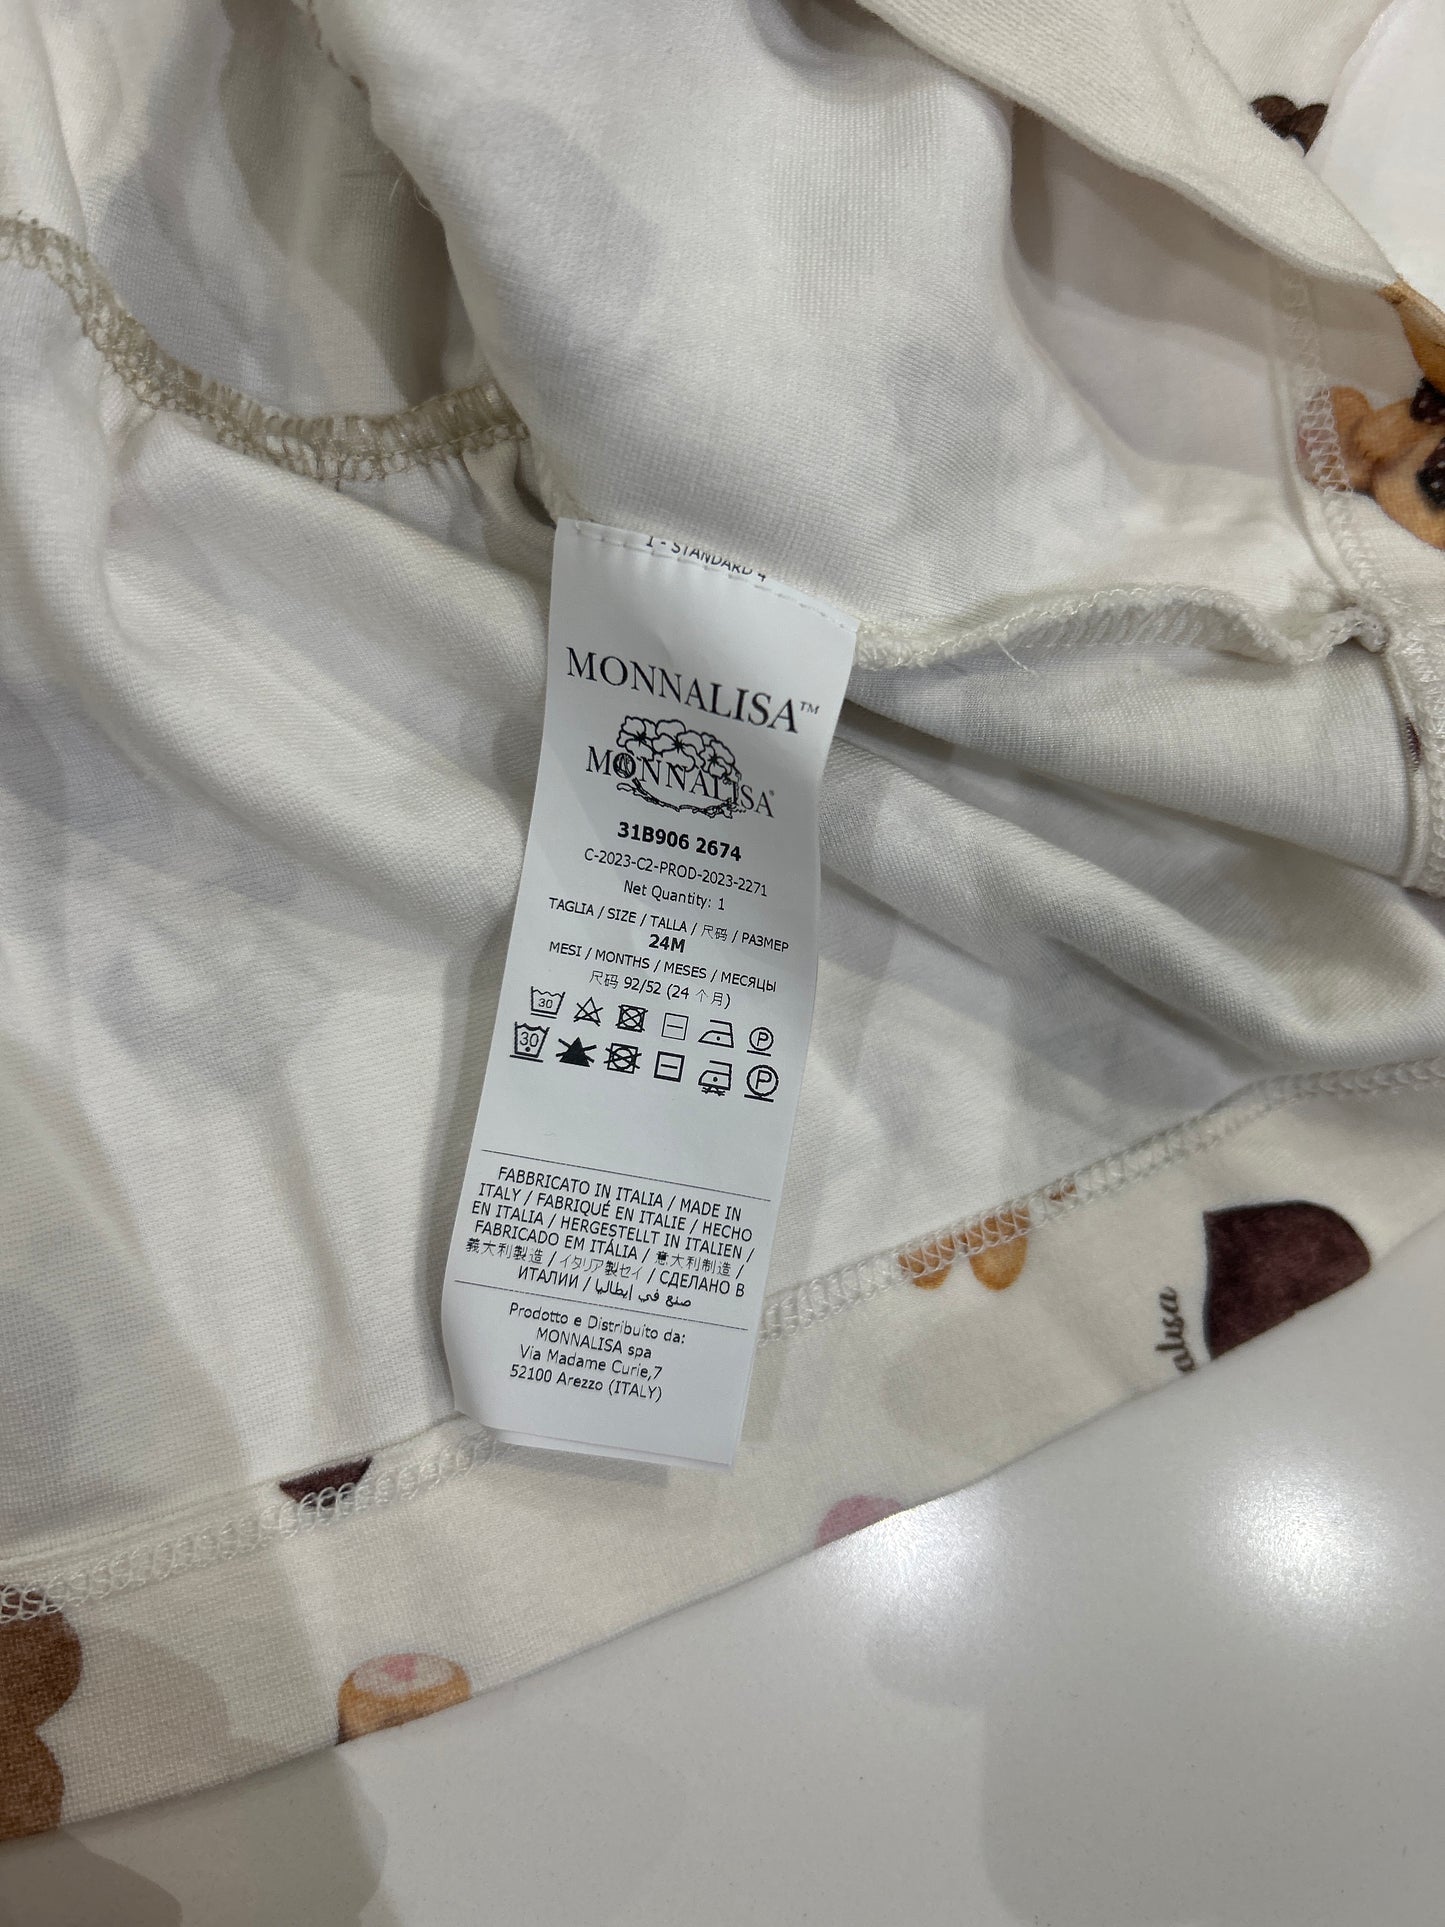 1 - STANDARD 4
MONNALISA™
MONNALISA®
31B906 2674
C-2023-C2-PROD-2023-2271
Net Quantity: 1
TAGLIA / SIZE / TALLA / 尺码 / РАЗМЕР
24M
MESI / MONTHS / MESES / МЕСЯЦЫ
尺码 92/52 (24 个月)
30 P
30 P
FABBRICATO IN ITALIA / MADE IN
ITALY / FABRIQUÉ EN ITALIE / HECHO
EN ITALIA / HERGESTELLT IN ITALIEN /
FABRICADO EM ITÁLIA / 意大利制造 /
義大利製造 / イタリア製セイ / СДЕЛАНО В
ИТАЛИИ / صنع في إيطاليا
Prodotto e Distribuito da:
MONNALISA spa
Via Madame Curie,7
52100 Arezzo (ITALY)
alisa